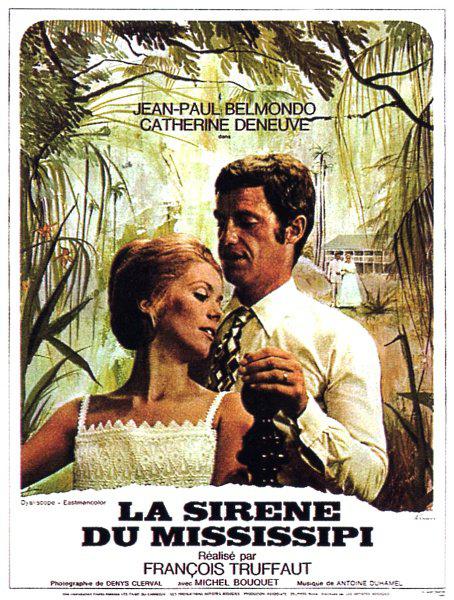 JEAN-PAUL BELMONDO
CATHERINE DENEUVE
dans
Dyaliscope - Eastmancolor
LA SIRENE
DU MISSISSIPI
Réalisé par
FRANÇOIS TRUFFAUT
Photographie de DENYS CLERVAL avec MICHEL BOUQUET Musique de ANTOINE DUHAMEL